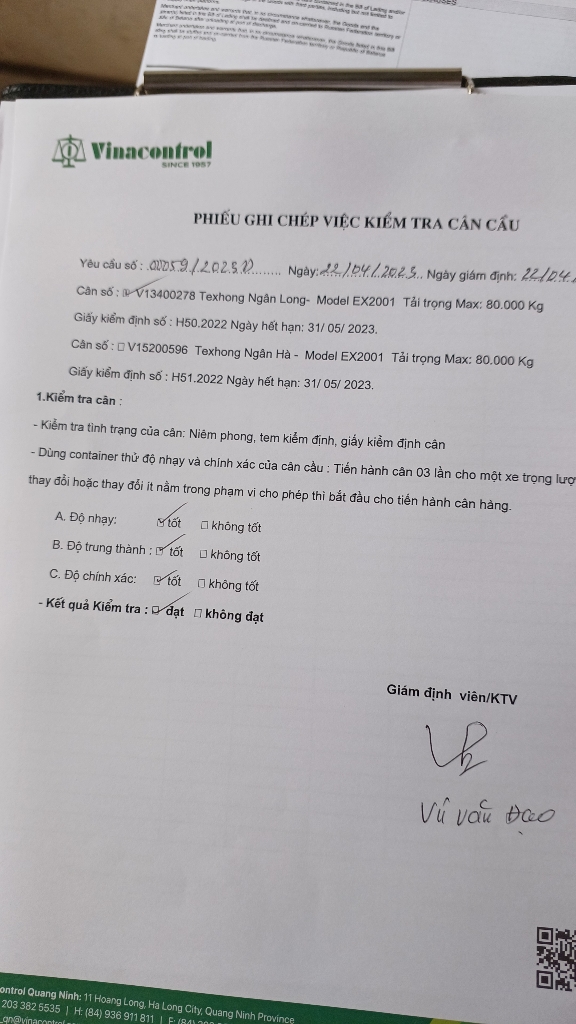 Vinacontrol
SINCE 1957
PHIẾU GHI CHÉP VIỆC KIỂM TRA CÂN CẦU
Yêu cầu số : Ngày: 22/04/2023.. Ngày giám định: 22/04/
Cân số : ☑ V13400278 Texhong Ngân Long- Model EX2001 Tải trọng Max: 80.000 Kg
Giấy kiểm định số : H50.2022 Ngày hết hạn: 31/ 05/ 2023.
Cân số : ☐ V15200596 Texhong Ngân Hà - Model EX2001 Tải trọng Max: 80.000 Kg
Giấy kiểm định số : H51.2022 Ngày hết hạn: 31/ 05/ 2023.
1.Kiểm tra cân :
- Kiểm tra tình trạng của cân: Niêm phong, tem kiểm định, giấy kiểm định cân
- Dùng container thử độ nhạy và chính xác của cân cầu : Tiến hành cân 03 lần cho một xe trọng lượ
thay đổi hoặc thay đổi ít nằm trong phạm vi cho phép thì bắt đầu cho tiến hành cân hàng.
A. Độ nhạy: ☑ tốt ☐ không tốt
B. Độ trung thành : ☑ tốt ☐ không tốt
C. Độ chính xác: ☑ tốt ☐ không tốt
- Kết quả Kiểm tra : ☑ đạt ☐ không đạt
Giám định viên/KTV
Vũ Văn Đạo
ontrol Quang Ninh: 11 Hoang Long, Ha Long City, Quang Ninh Province
203 382 5535 | H: (84) 936 911 811 |